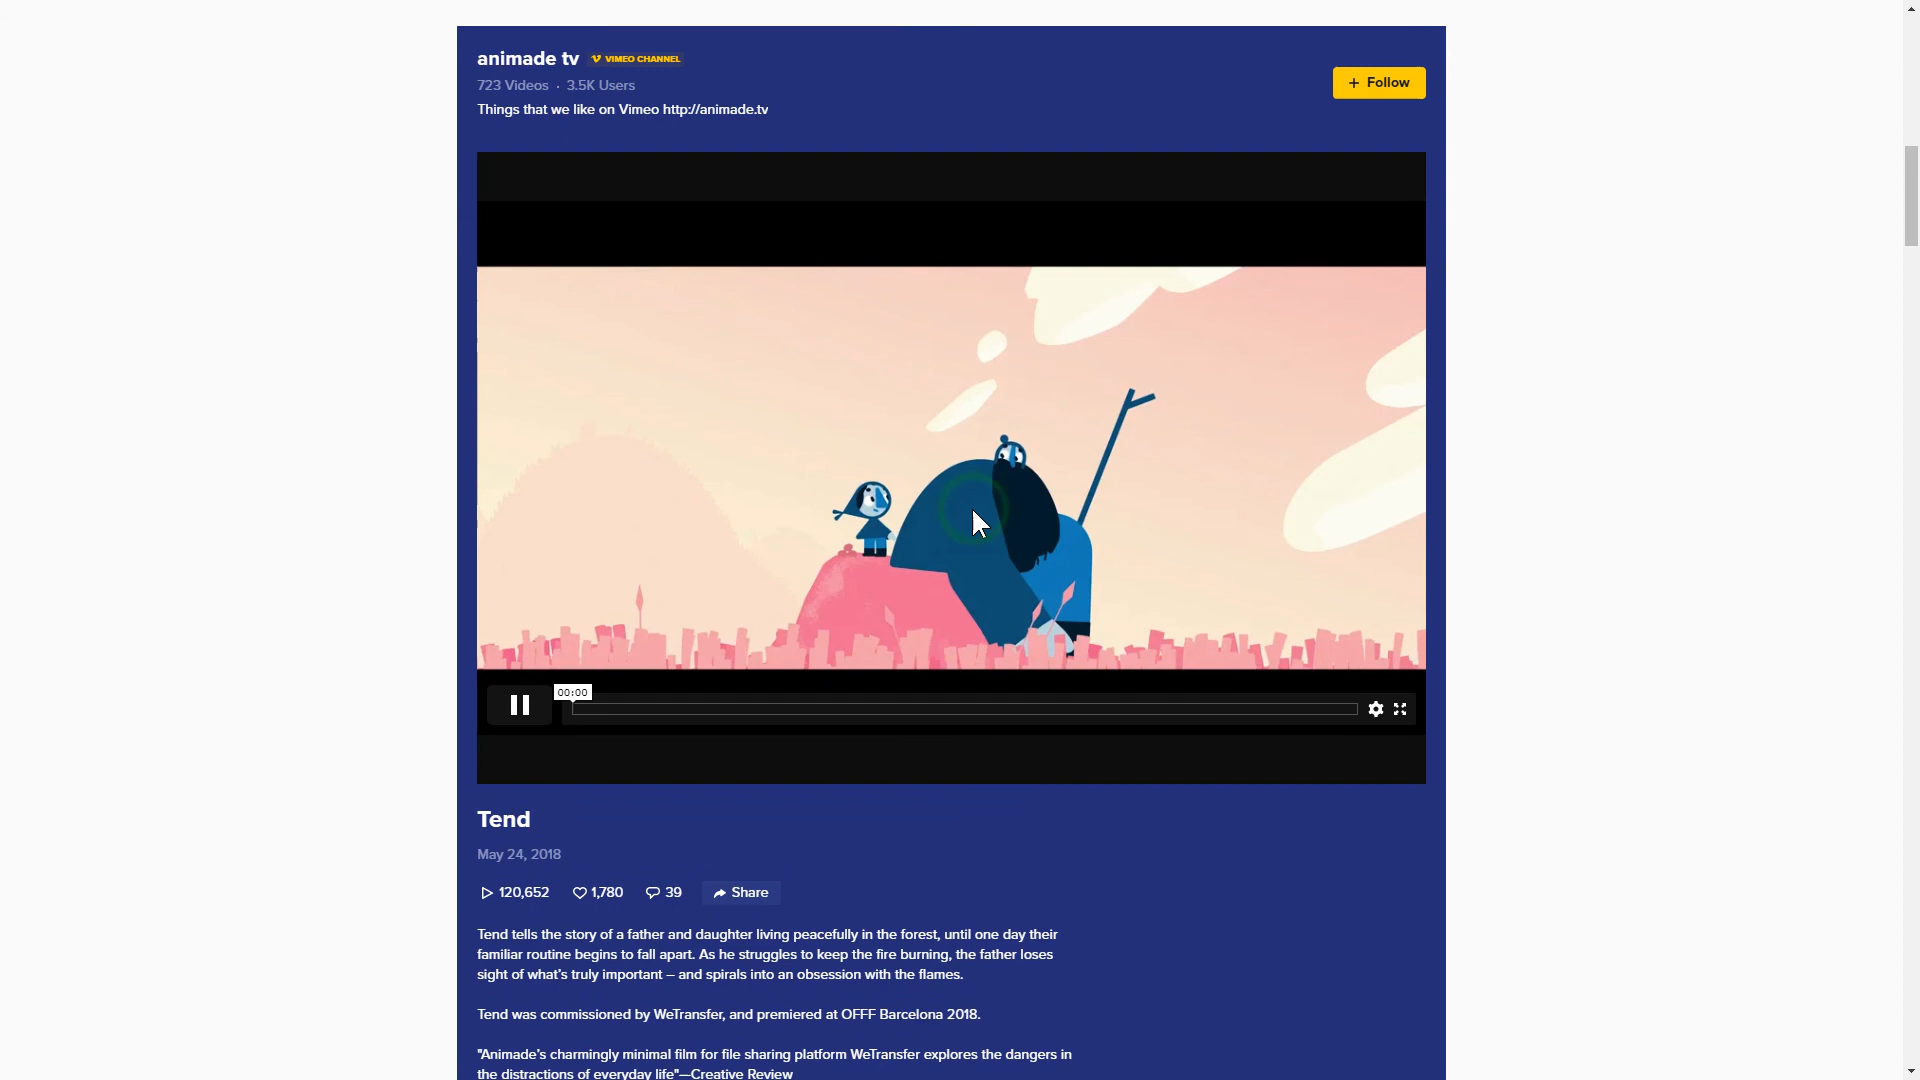 animade tv VIMEO CHANNEL
723 Videos · 3.5K Users
+ Follow
Things that we like on Vimeo http://animade.tv
00:00
Tend
May 24, 2018
120,652 1,780 39 Share
Tend tells the story of a father and daughter living peacefully in the forest, until one day their
familiar routine begins to fall apart. As he struggles to keep the fire burning, the father loses
sight of what's truly important – and spirals into an obsession with the flames.
Tend was commissioned by WeTransfer, and premiered at OFFF Barcelona 2018.
"Animade's charmingly minimal film for file sharing platform WeTransfer explores the dangers in
the distractions of everyday life"—Creative Review